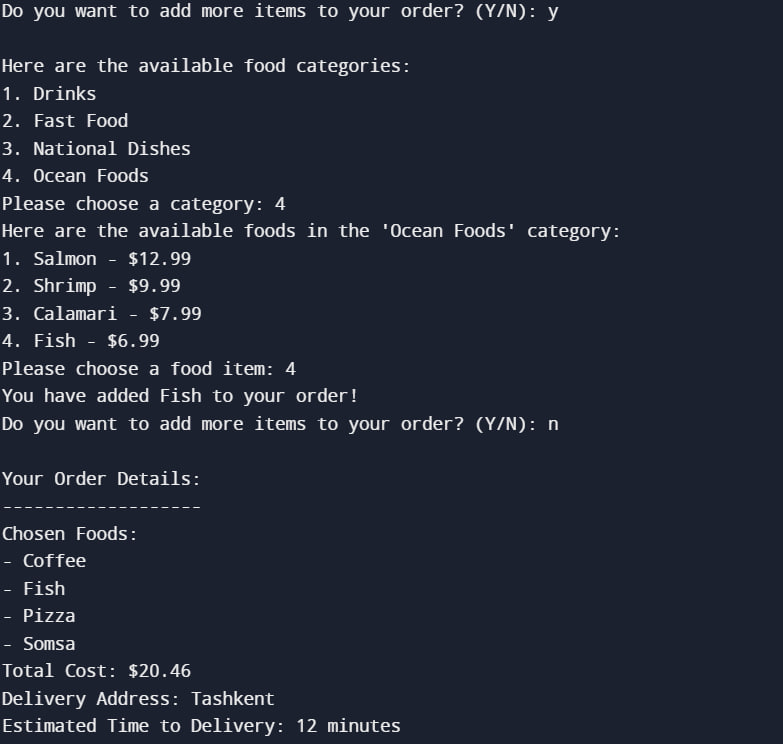 Do you want to add more items to your order? (Y/N): y
Here are the available food categories:
1. Drinks
2. Fast Food
3. National Dishes
4. Ocean Foods
Please choose a category: 4
Here are the available foods in the 'Ocean Foods' category:
1. Salmon - $12.99
2. Shrimp - $9.99
3. Calamari - $7.99
4. Fish - $6.99
Please choose a food item: 4
You have added Fish to your order!
Do you want to add more items to your order? (Y/N): n
Your Order Details:
-------------------
Chosen Foods:
- Coffee
- Fish
- Pizza
- Somsa
Total Cost: $20.46
Delivery Address: Tashkent
Estimated Time to Delivery: 12 minutes